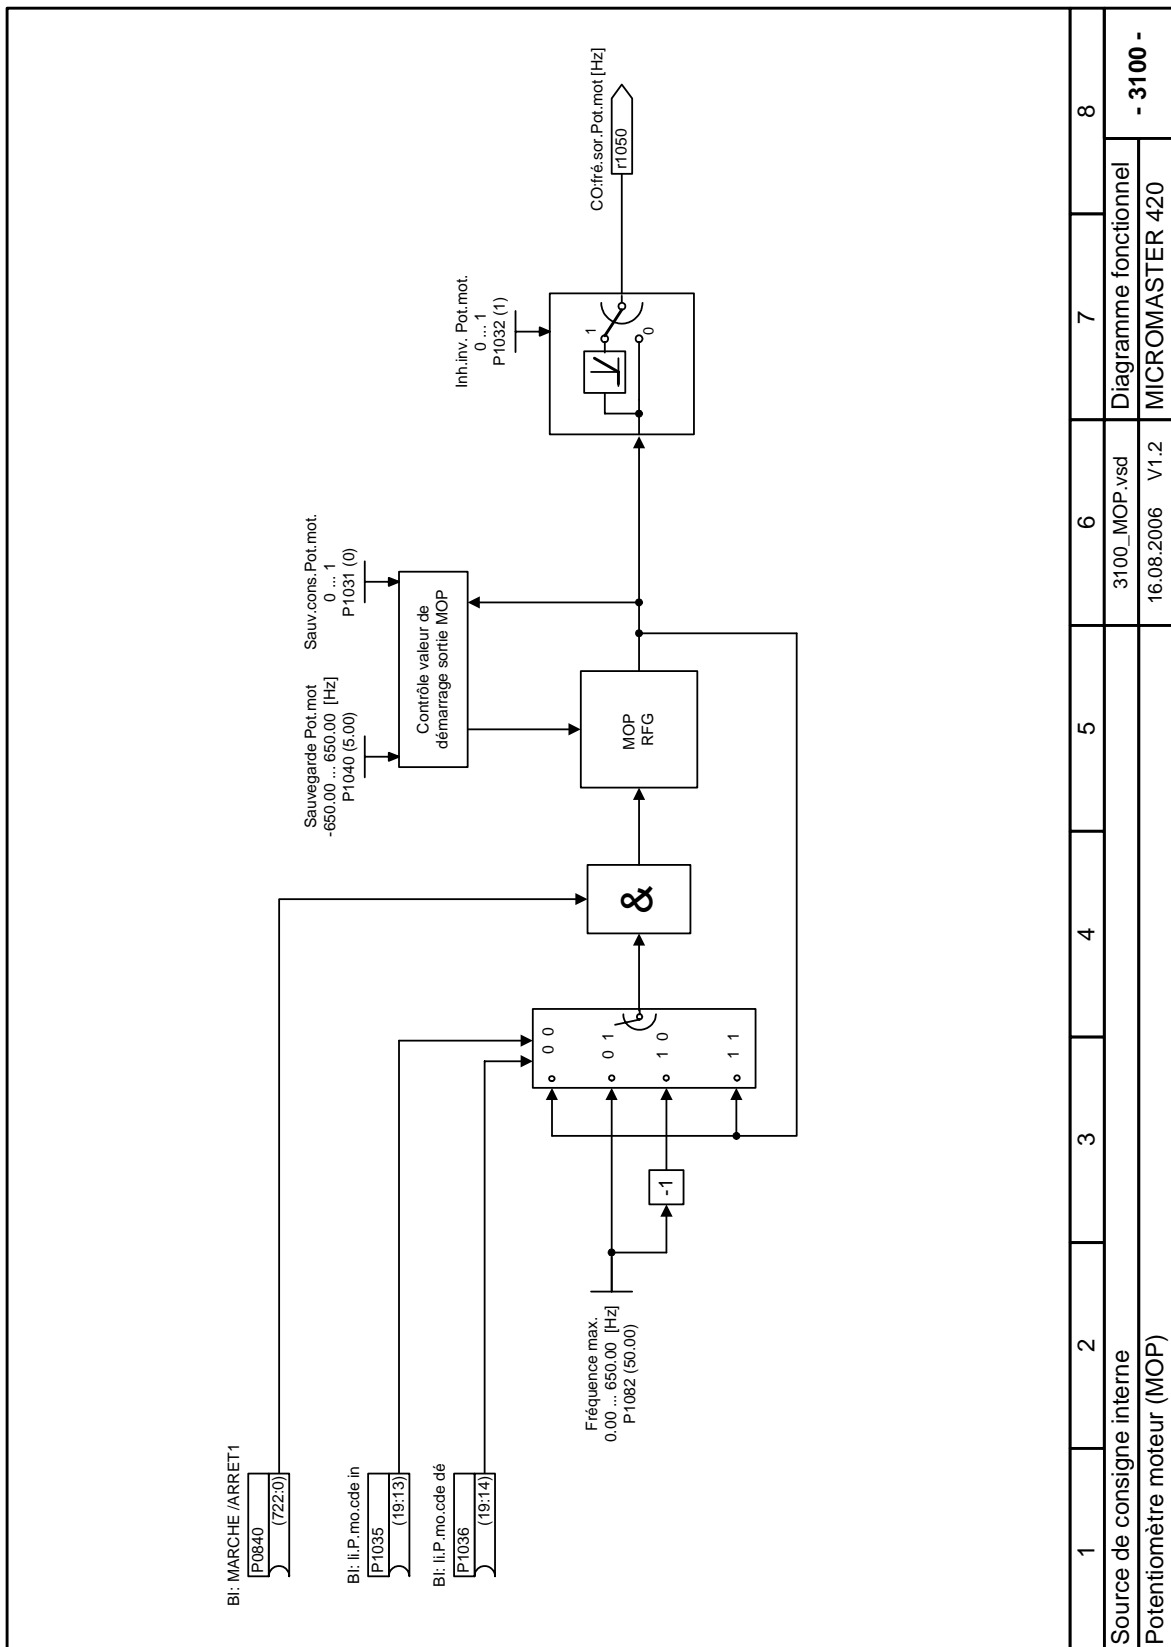 BI: MARCHE /ARRET1
P0840
(722:0)
BI: li.P.mo.cde in
P1035
(19:13)
BI: li.P.mo.cde dé
P1036
(19:14)
Fréquence max.
0.00 ... 650.00 [Hz]
P1082 (50.00)
-1
0 0
0 1
1 0
1 1
&
Sauvegarde Pot.mot
-650.00 ... 650.00 [Hz]
P1040 (5.00)
Sauv.cons.Pot.mot.
0 ... 1
P1031 (0)
Contrôle valeur de
démarrage sortie MOP
MOP
RFG
Inh.inv. Pot.mot.
0 ... 1
P1032 (1)
1
0
CO:fré.sor.Pot.mot [Hz]
r1050
1 2 3 4 5 6 7 8
Source de consigne interne
3100_MOP.vsd
Diagramme fonctionnel
- 3100 -
Potentiomètre moteur (MOP)
16.08.2006 V1.2
MICROMASTER 420